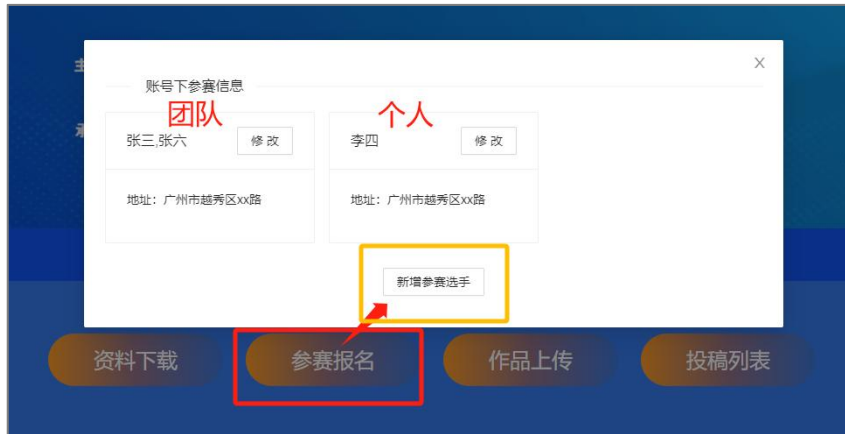 主
账号下参赛信息
X
团队
个人
承
张三,张六
修 改
李四
修 改
地址：广州市越秀区xx路
地址：广州市越秀区xx路
新增参赛选手
资料下载
参赛报名
作品上传
投稿列表